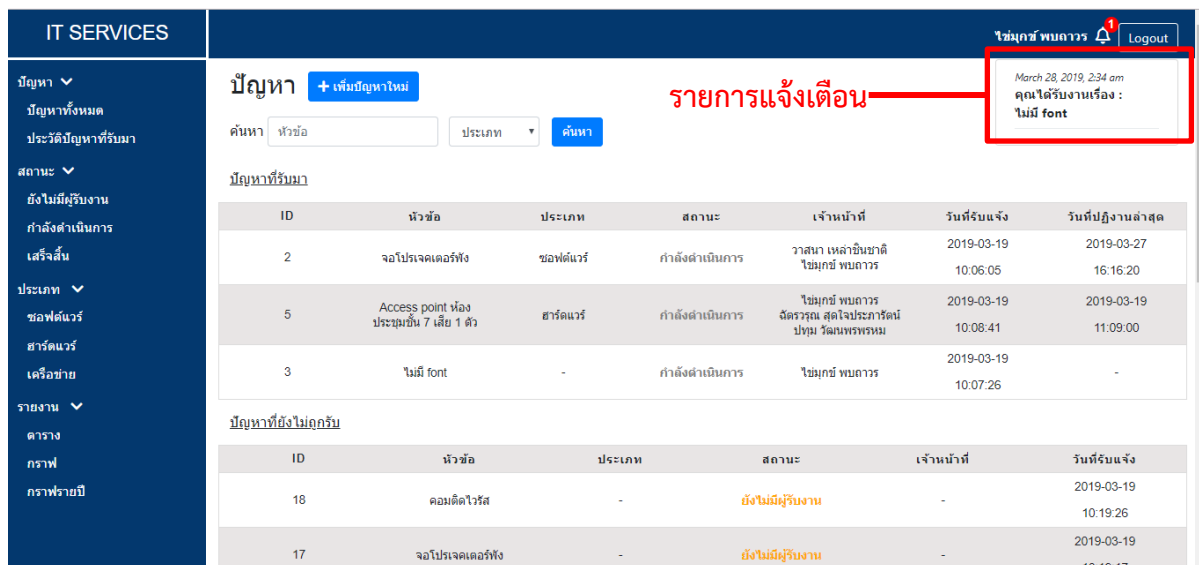 IT SERVICES
ไข่มุกข์ พบถาวร 1 Logout
ปัญหา
ปัญหาทั้งหมด
ประวัติปัญหาที่รับมา
สถานะ
ยังไม่มีผู้รับงาน
กำลังดำเนินการ
เสร็จสิ้น
ประเภท
ซอฟต์แวร์
ฮาร์ดแวร์
เครือข่าย
รายงาน
ตาราง
กราฟ
กราฟรายปี
ปัญหา + เพิ่มปัญหาใหม่
รายการแจ้งเตือน
March 28, 2019, 2:34 am
คุณได้รับงานเรื่อง :
ไม่มี font
ค้นหา หัวข้อ ประเภท ค้นหา
ปัญหาที่รับมา
ID หัวข้อ ประเภท สถานะ เจ้าหน้าที่ วันที่รับแจ้ง วันที่ปฏิงานล่าสุด
2 จอโปรเจคเตอร์พัง ซอฟต์แวร์ กำลังดำเนินการ วาสนา เหล่าชินชาติ 2019-03-19 2019-03-27
ไข่มุกข์ พบถาวร 10:06:05 16:16:20
5 Access point ห้อง ฮาร์ดแวร์ กำลังดำเนินการ ไข่มุกข์ พบถาวร 2019-03-19 2019-03-19
ประชุมชั้น 7 เสีย 1 ตัว ฉัตรวรุณ สุดใจประภารัตน์ 10:08:41 11:09:00
ปทุม วัฒนพรพรหม
3 ไม่มี font - กำลังดำเนินการ ไข่มุกข์ พบถาวร 2019-03-19 -
10:07:26
ปัญหาที่ยังไม่ถูกรับ
ID หัวข้อ ประเภท สถานะ เจ้าหน้าที่ วันที่รับแจ้ง
18 คอมติดไวรัส - ยังไม่มีผู้รับงาน - 2019-03-19
10:19:26
17 จอโปรเจคเตอร์พัง - ยังไม่มีผู้รับงาน - 2019-03-19